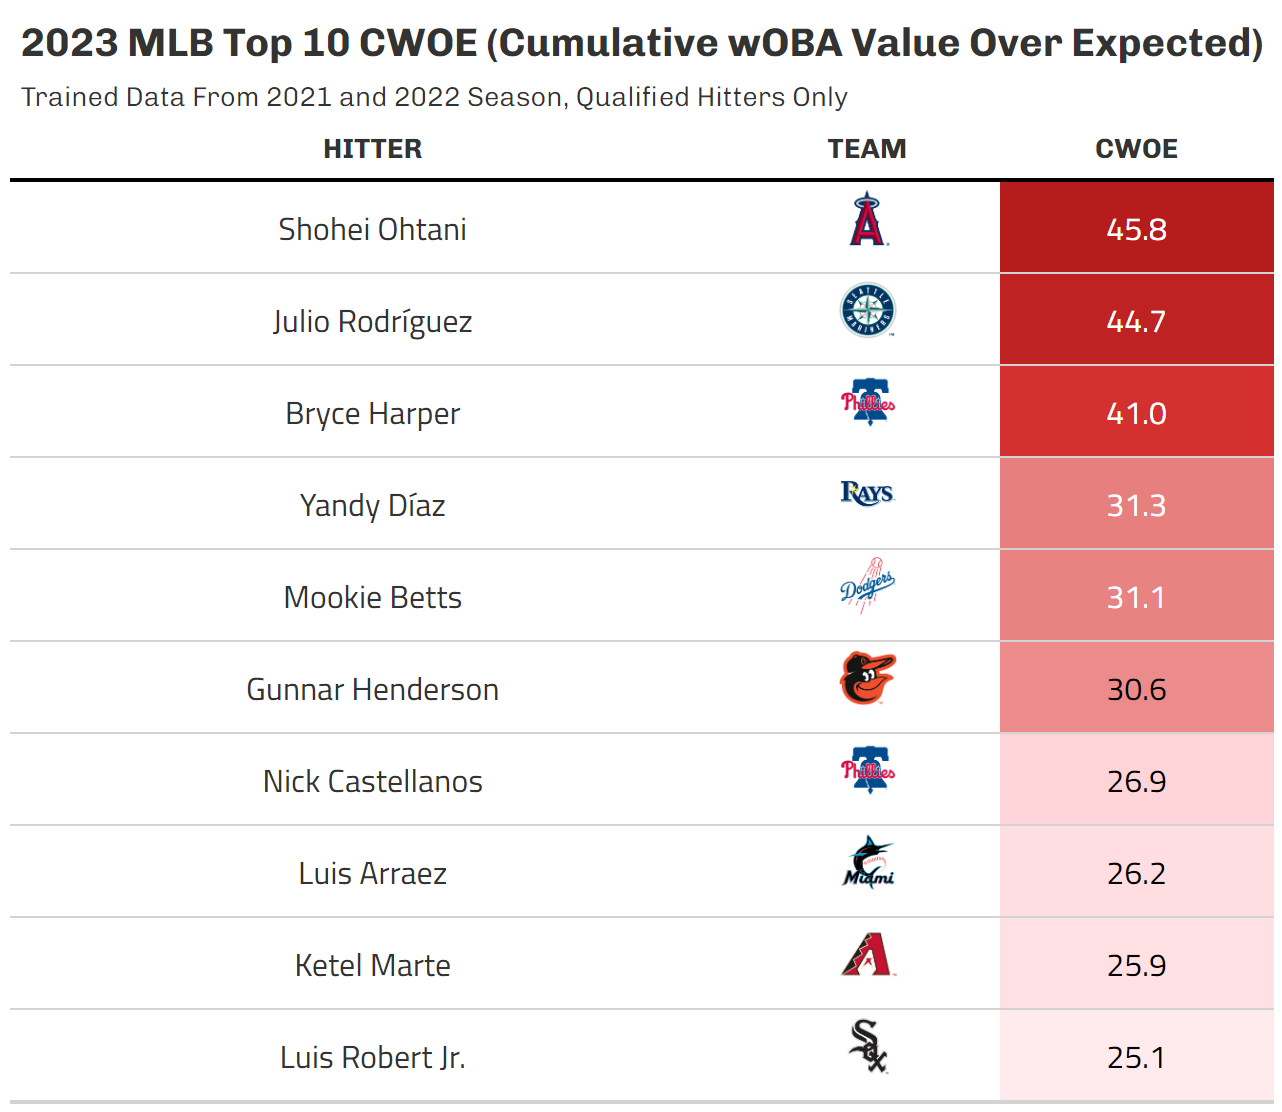 2023 MLB Top 10 CWOE (Cumulative wOBA Value Over Expected)
Trained Data From 2021 and 2022 Season, Qualified Hitters Only
HITTER TEAM CWOE
Shohei Ohtani A 45.8
Julio Rodríguez SEATTLE MARINERS 44.7
Bryce Harper Phillies 41.0
Yandy Díaz RAYS 31.3
Mookie Betts Dodgers 31.1
Gunnar Henderson 30.6
Nick Castellanos Phillies 26.9
Luis Arraez Miami 26.2
Ketel Marte A 25.9
Luis Robert Jr. Sox 25.1